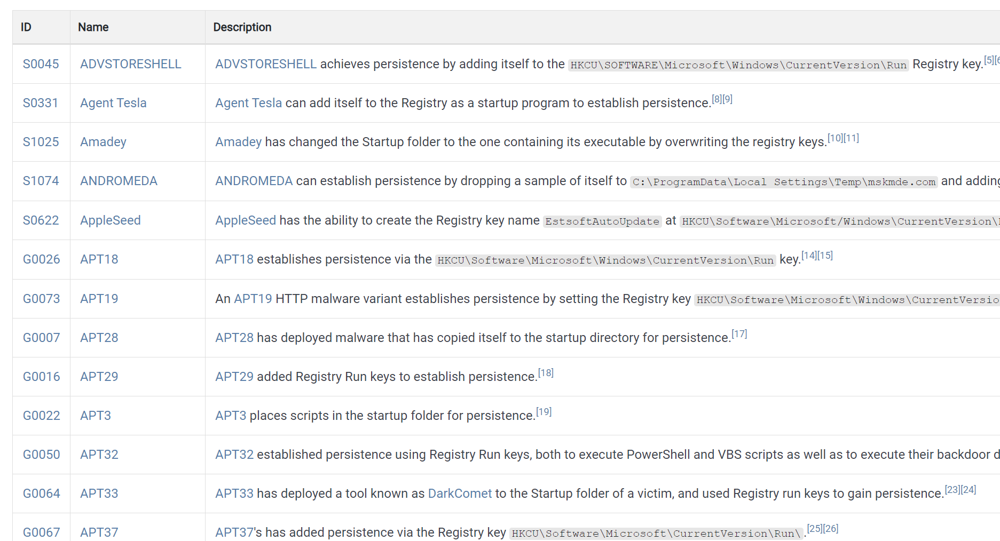 ID Name Description
S0045 ADVSTORESHELL ADVSTORESHELL achieves persistence by adding itself to the HKCU\SOFTWARE\Microsoft\Windows\CurrentVersion\Run Registry key.[5][6
S0331 Agent Tesla Agent Tesla can add itself to the Registry as a startup program to establish persistence.[8][9]
S1025 Amadey Amadey has changed the Startup folder to the one containing its executable by overwriting the registry keys.[10][11]
S1074 ANDROMEDA ANDROMEDA can establish persistence by dropping a sample of itself to C:\ProgramData\Local Settings\Temp\mskmde.com and adding
S0622 AppleSeed AppleSeed has the ability to create the Registry key name EstsoftAutoUpdate at HKCU\Software\Microsoft/Windows\CurrentVersion\
G0026 APT18 APT18 establishes persistence via the HKCU\Software\Microsoft\Windows\CurrentVersion\Run key.[14][15]
G0073 APT19 An APT19 HTTP malware variant establishes persistence by setting the Registry key HKCU\Software\Microsoft\Windows\CurrentVersio
G0007 APT28 APT28 has deployed malware that has copied itself to the startup directory for persistence.[17]
G0016 APT29 APT29 added Registry Run keys to establish persistence.[18]
G0022 APT3 APT3 places scripts in the startup folder for persistence.[19]
G0050 APT32 APT32 established persistence using Registry Run keys, both to execute PowerShell and VBS scripts as well as to execute their backdoor d
G0064 APT33 APT33 has deployed a tool known as DarkComet to the Startup folder of a victim, and used Registry run keys to gain persistence.[23][24]
G0067 APT37 APT37's has added persistence via the Registry key HKCU\Software\Microsoft\CurrentVersion\Run\.[25][26]